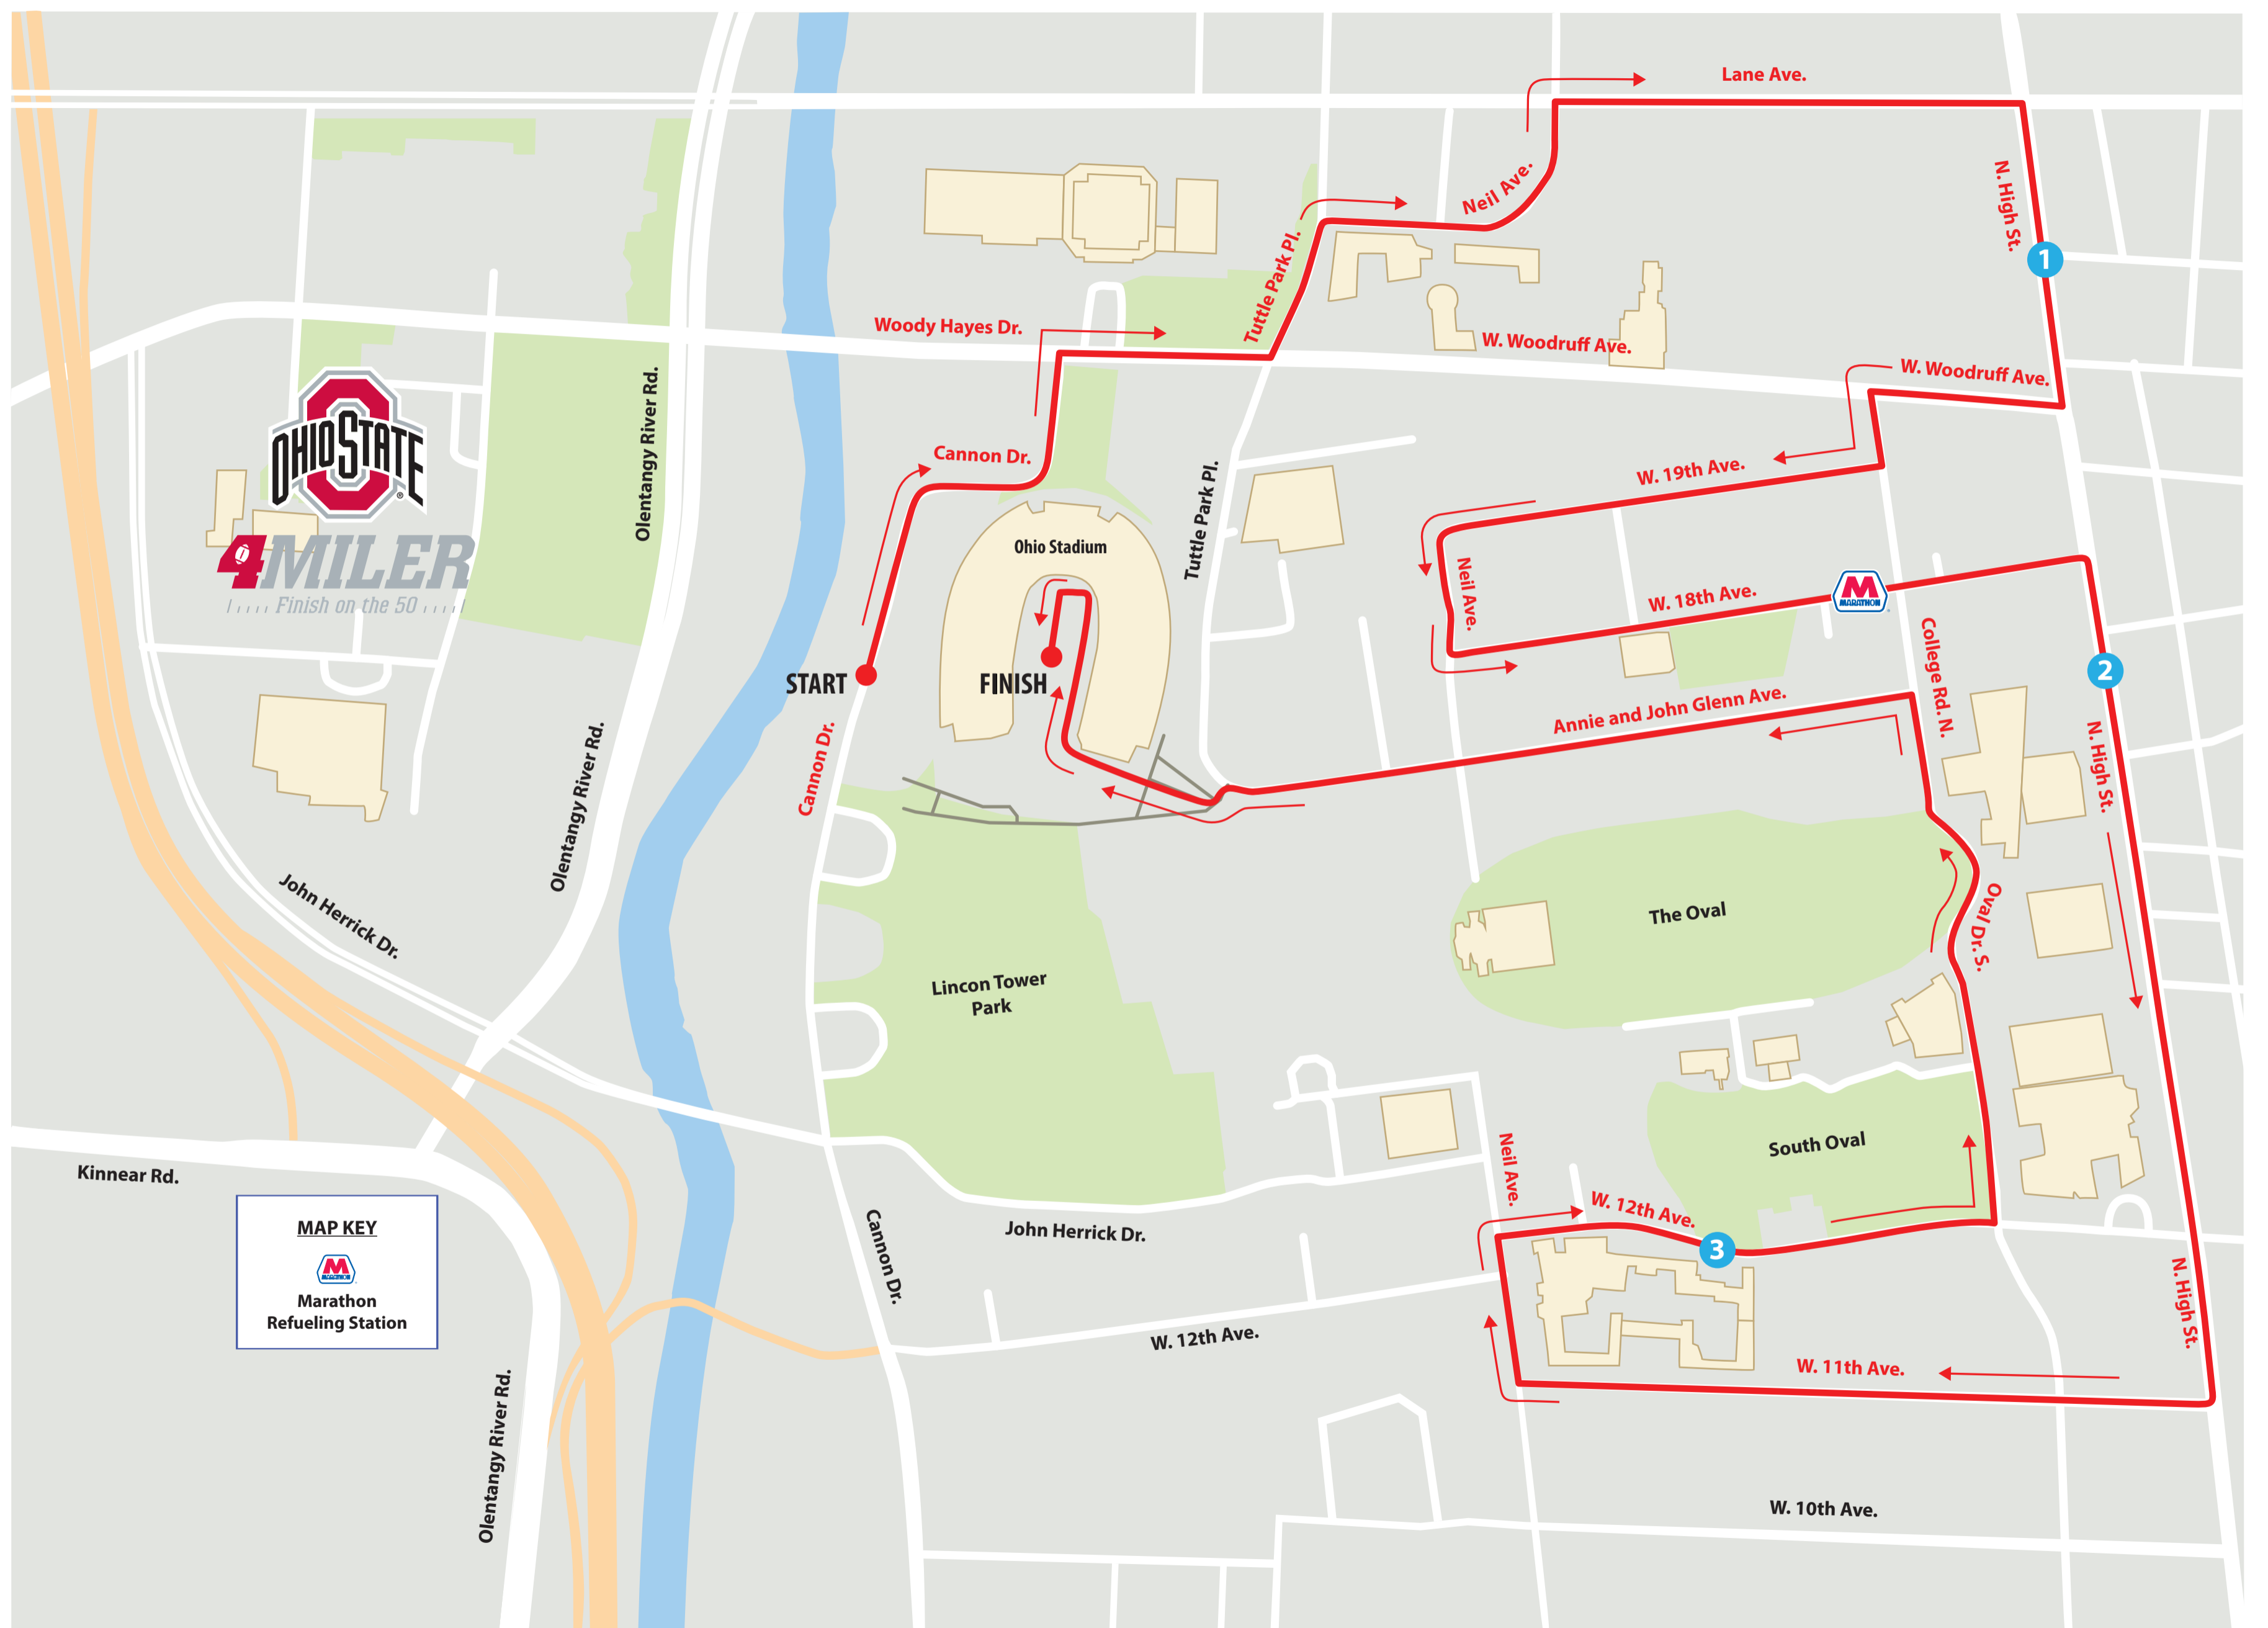 Lane Ave.
N. High St.
Neil Ave.
1
Tuttle Park Pl.
Woody Hayes Dr.
W. Woodruff Ave.
W. Woodruff Ave.
Olentangy River Rd.
OHIO STATE
®
4MILER
Finish on the 50
Cannon Dr.
W. 19th Ave.
Tuttle Park Pl.
Ohio Stadium
Neil Ave.
W. 18th Ave.
M
MARATHON
College Rd. N.
2
START
FINISH
Annie and John Glenn Ave.
Cannon Dr.
N. High St.
Olentangy River Rd.
John Herrick Dr.
The Oval
Oval Dr. S.
Lincon Tower
Park
South Oval
Neil Ave.
Kinnear Rd.
W. 12th Ave.
3
John Herrick Dr.
Cannon Dr.
MAP KEY
M
Marathon
Refueling Station
W. 12th Ave.
N. High St.
W. 11th Ave.
Olentangy River Rd.
W. 10th Ave.